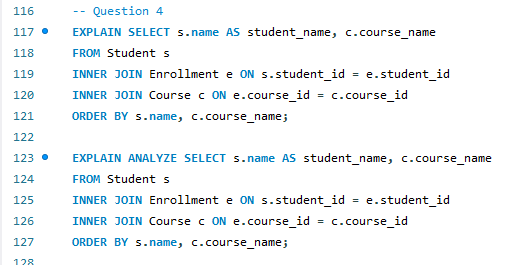 116 -- Question 4
117 EXPLAIN SELECT s.name AS student_name, c.course_name
118 FROM Student s
119 INNER JOIN Enrollment e ON s.student_id = e.student_id
120 INNER JOIN Course c ON e.course_id = c.course_id
121 ORDER BY s.name, c.course_name;
122
123 EXPLAIN ANALYZE SELECT s.name AS student_name, c.course_name
124 FROM Student s
125 INNER JOIN Enrollment e ON s.student_id = e.student_id
126 INNER JOIN Course c ON e.course_id = c.course_id
127 ORDER BY s.name, c.course_name;
128